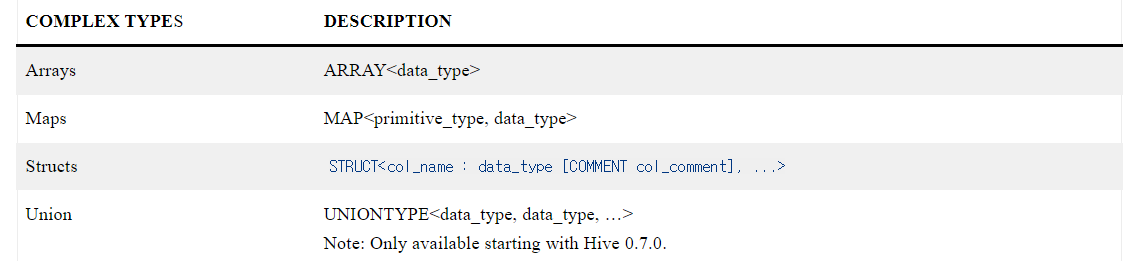 COMPLEX TYPES DESCRIPTION
Arrays ARRAY<data_type>
Maps MAP<primitive_type, data_type>
Structs STRUCT<col_name : data_type [COMMENT col_comment], ...>
Union UNIONTYPE<data_type, data_type, …>
Note: Only available starting with Hive 0.7.0.